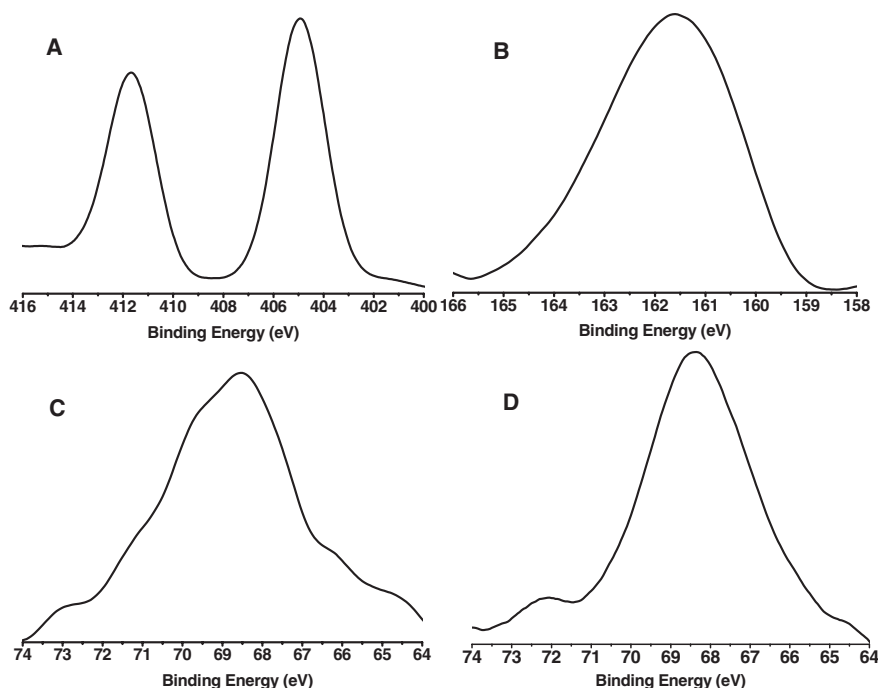 A
B
416 414 412 410 408 406 404 402 400
166 165 164 163 162 161 160 159 158
Binding Energy (eV)
Binding Energy (eV)
C
D
74 73 72 71 70 69 68 67 66 65 64
74 73 72 71 70 69 68 67 66 65 64
Binding Energy (eV)
Binding Energy (eV)